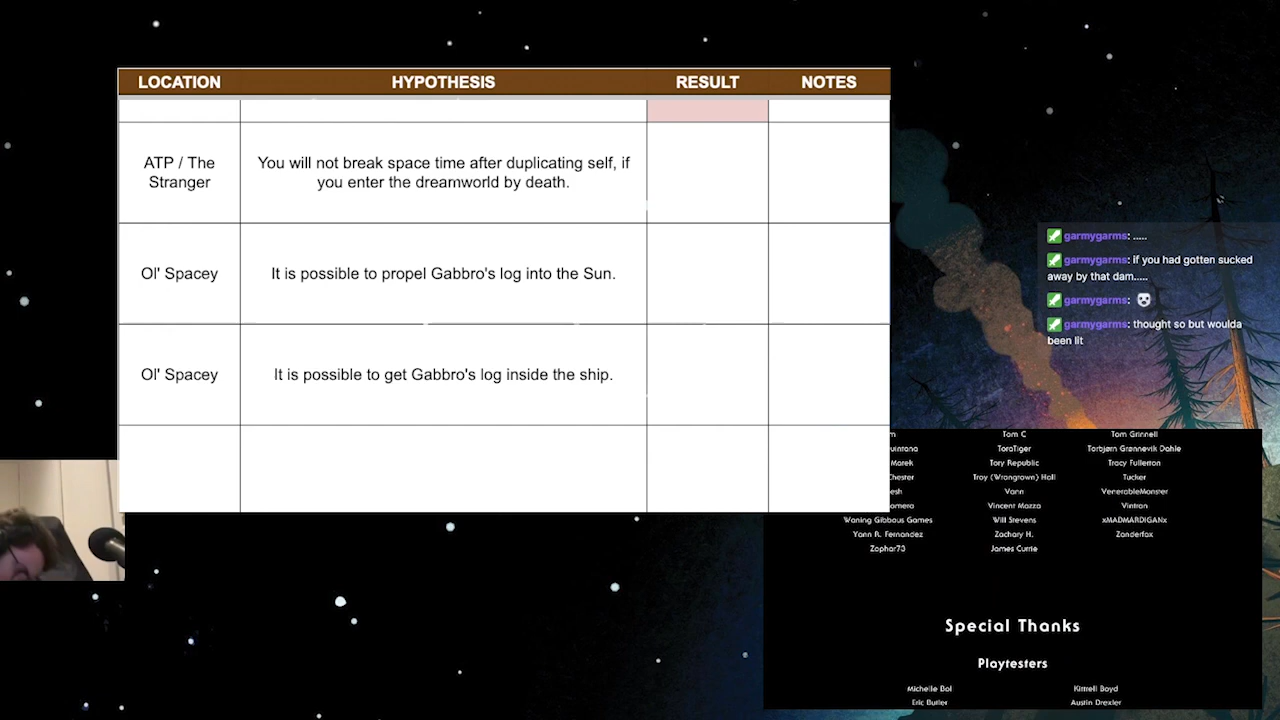 LOCATION HYPOTHESIS RESULT NOTES
ATP / The
Stranger
You will not break space time after duplicating self, if
you enter the dreamworld by death.
Ol' Spacey
It is possible to propel Gabbro's log into the Sun.
Ol' Spacey
It is possible to get Gabbro's log inside the ship.
garmygarms: .....
garmygarms: if you had gotten sucked
away by that dam.....
garmygarms:
garmygarms: thought so but woulda
been lit
Tom C Tom Grinnell
ToraTiger Torbjørn Grønnevik Dahle
Marek Tory Republic Tracy Fullerton
Troy (Wrongrown) Hall Tucker
Vann VenerableMonster
Vincent Mazza Vintron
Waning Gibbous Games Will Stevens xMADMARDIGANx
Yann R. Fernandez Zachary H. Zanderfox
Zophar73 James Currie
Special Thanks
Playtesters
Michelle Bol Kittrell Boyd
Eric Butler Austin Drexler